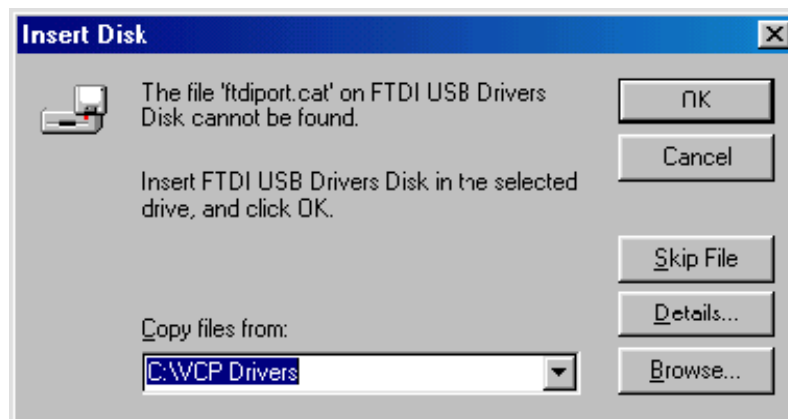 Insert Disk
The file 'ftdiport.cat' on FTDI USB Drivers
Disk cannot be found.
Insert FTDI USB Drivers Disk in the selected
drive, and click OK.
Copy files from:
C:\VCP Drivers
OK
Cancel
Skip File
Details...
Browse...